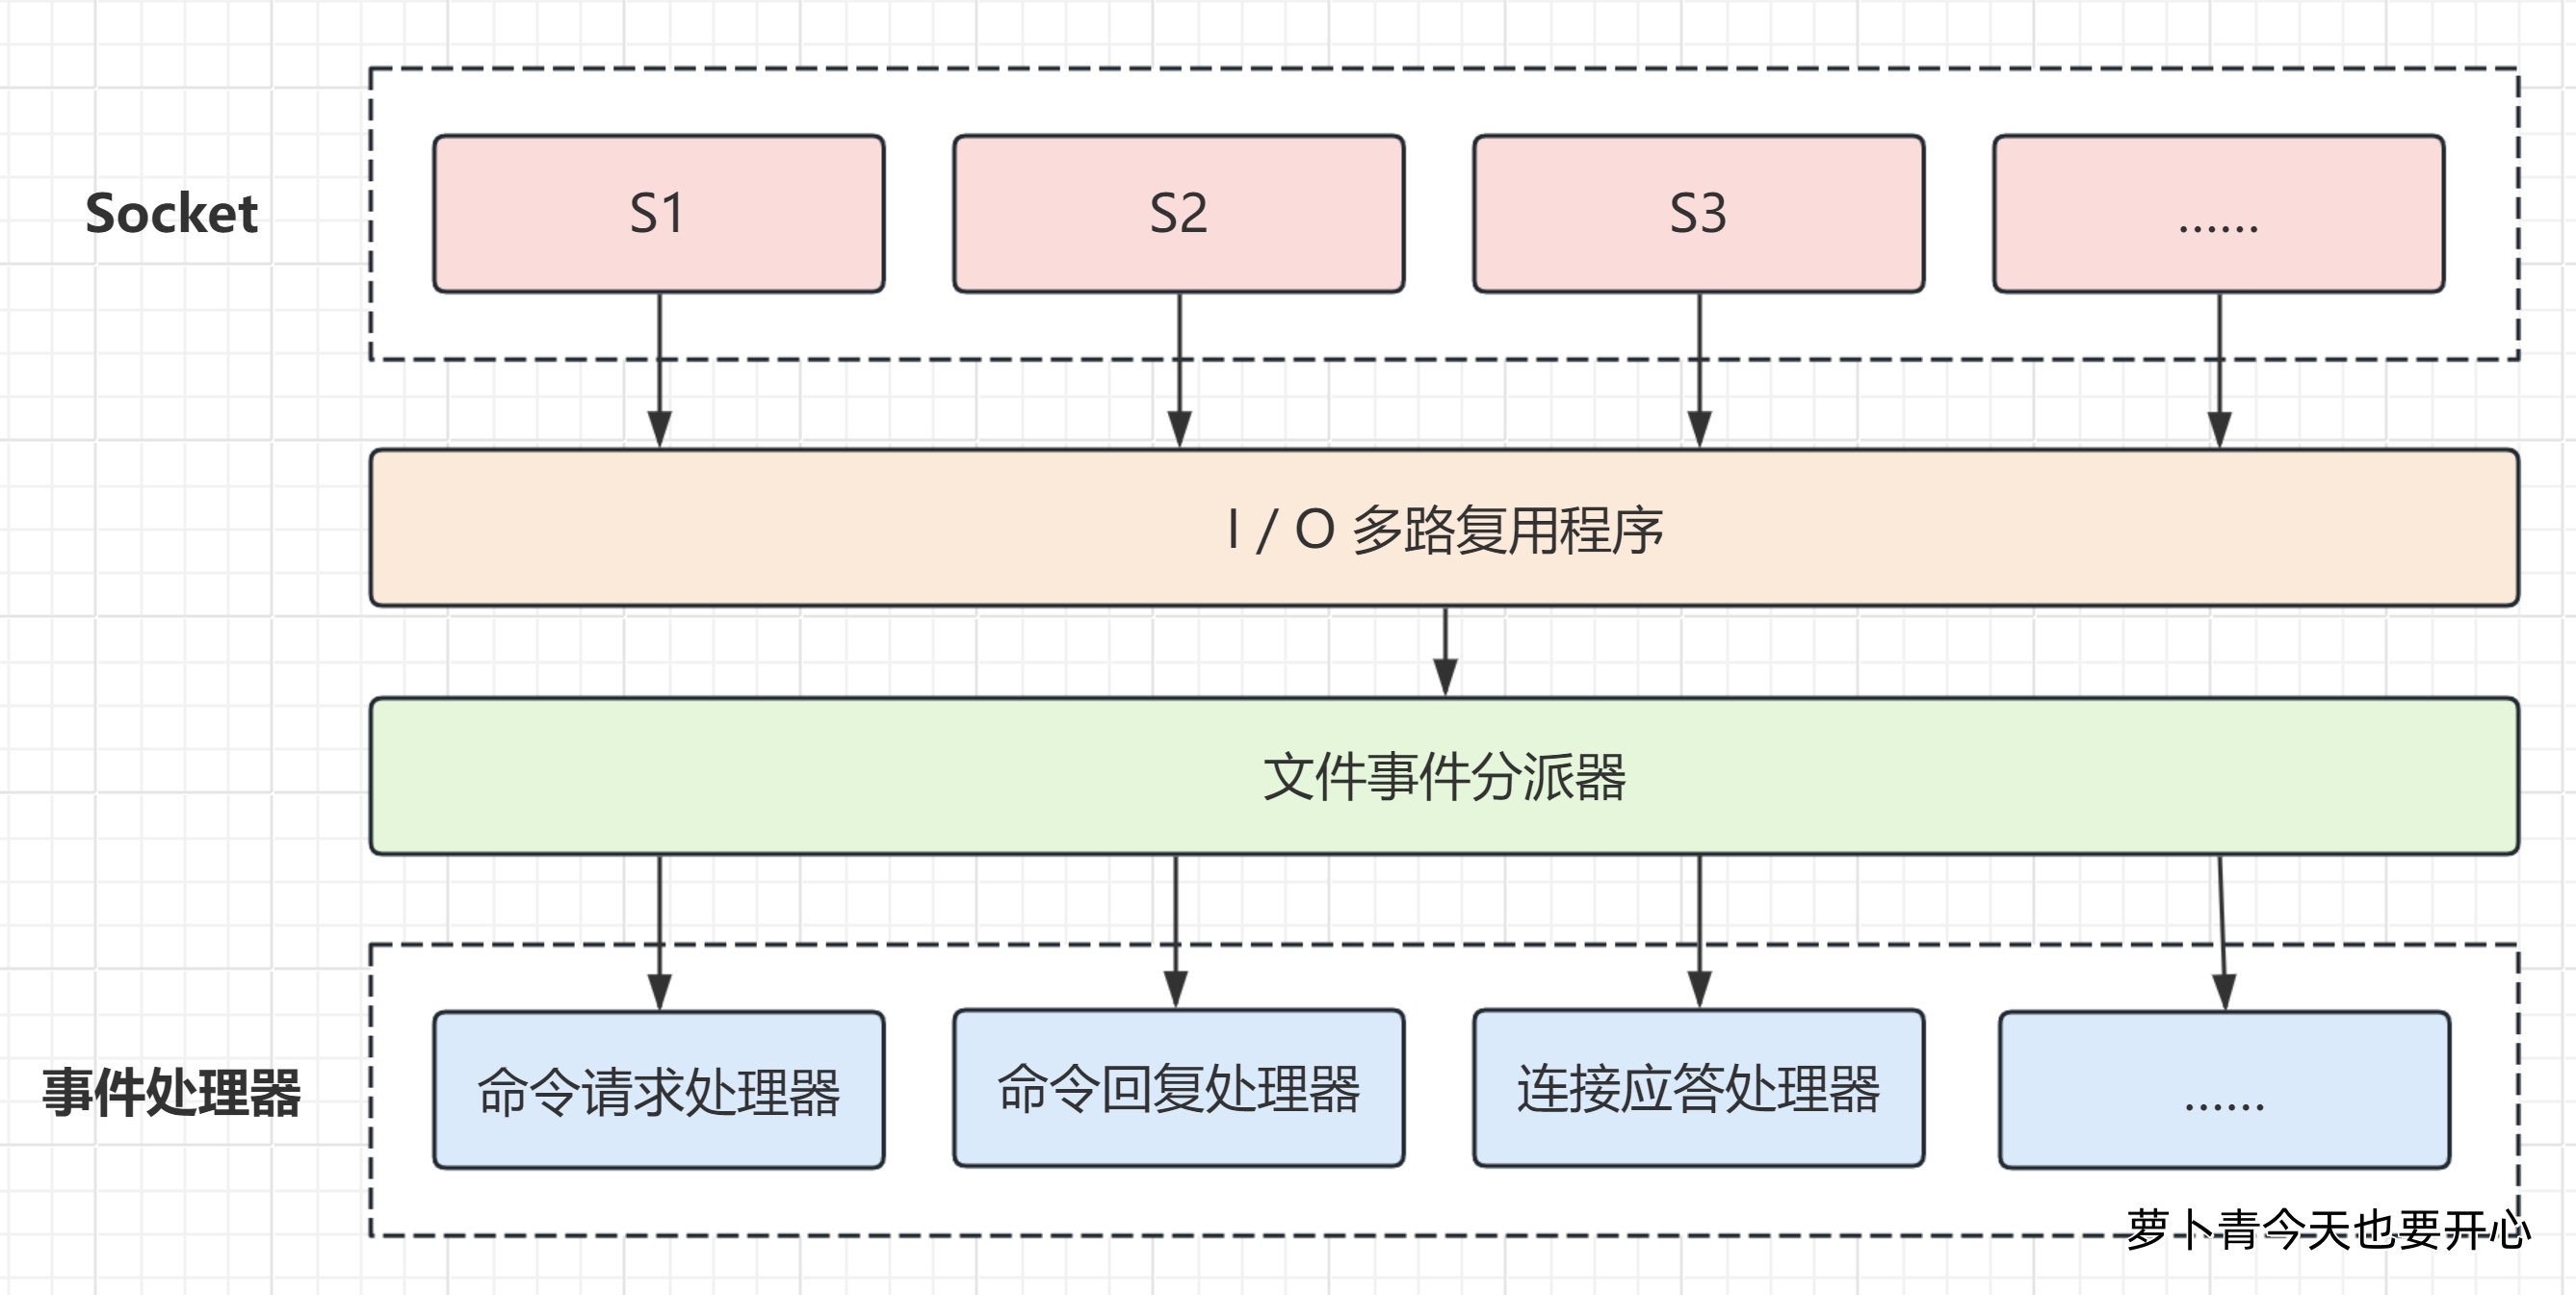 Socket
S1
S2
S3
......
I / O 多路复用程序
文件事件分派器
事件处理器
命令请求处理器
命令回复处理器
连接应答处理器
......
萝卜青今天也要开心